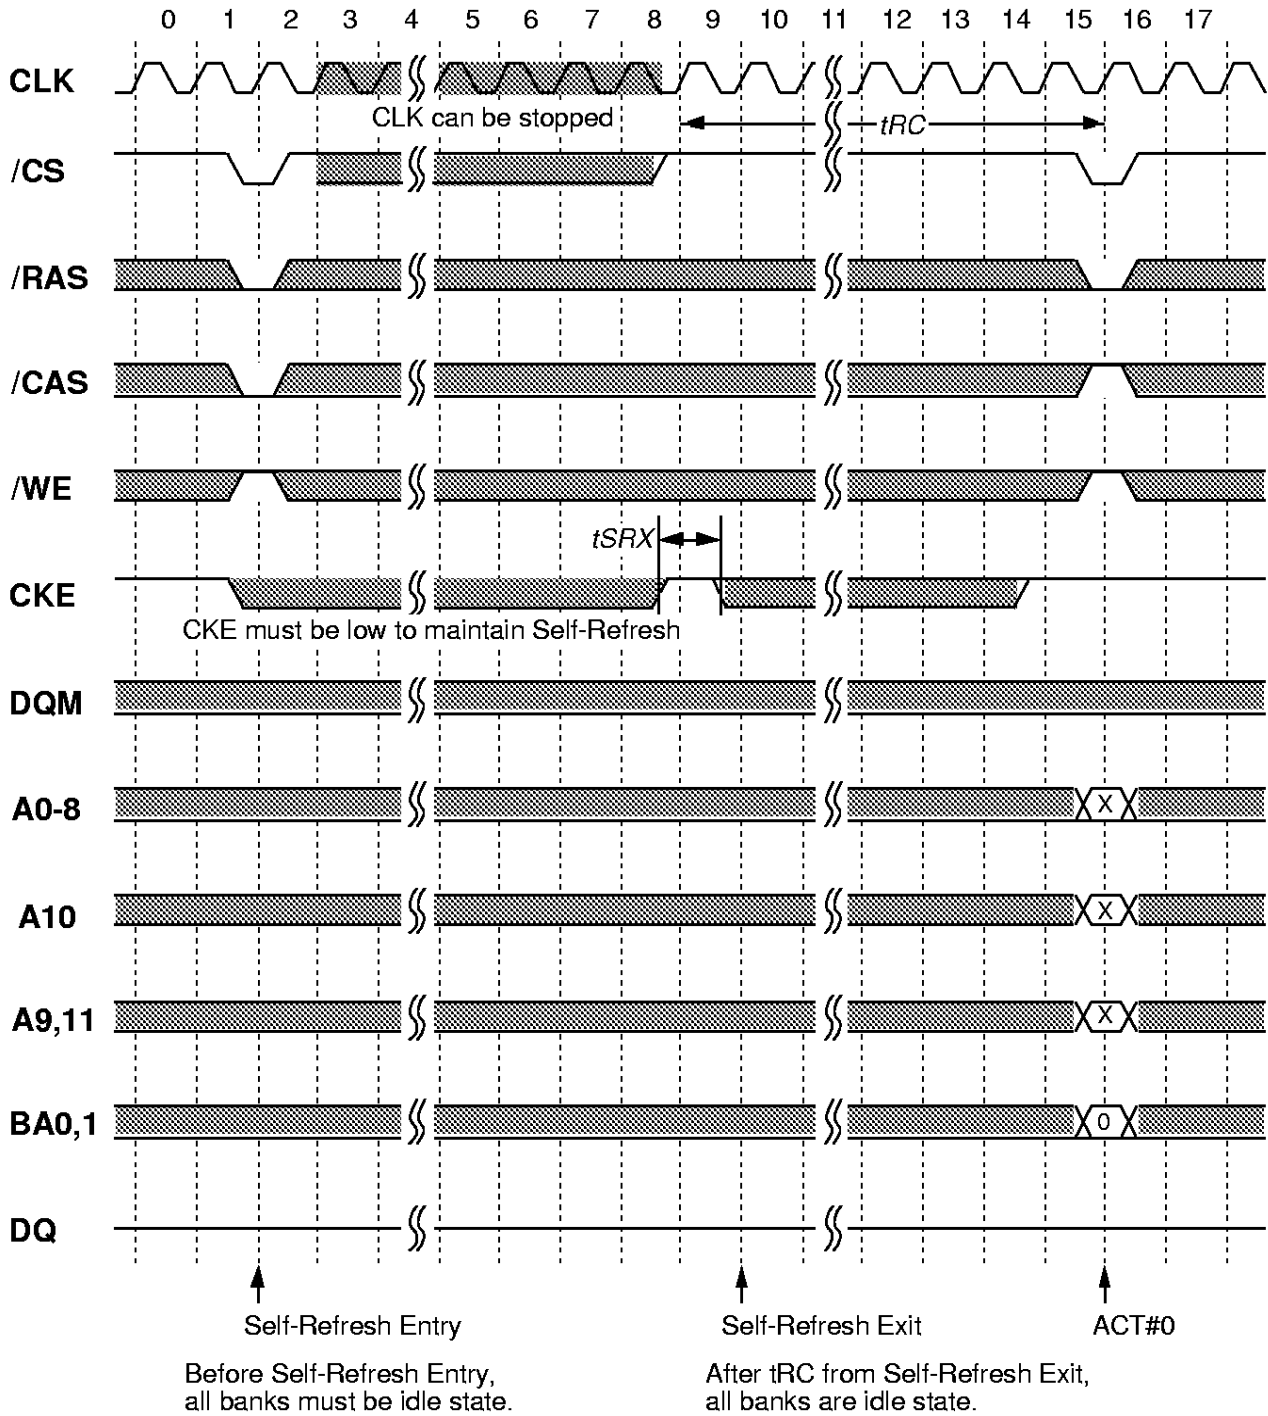 0 1 2 3 4 5 6 7 8 9 10 11 12 13 14 15 16 17
CLK
CLK can be stopped
tRC
/CS
/RAS
/CAS
/WE
tSRX
CKE
CKE must be low to maintain Self-Refresh
DQM
A0-8
X
A10
X
A9,11
X
BA0,1
0
DQ
Self-Refresh Entry
Self-Refresh Exit
ACT#0
Before Self-Refresh Entry,
all banks must be idle state.
After tRC from Self-Refresh Exit,
all banks are idle state.